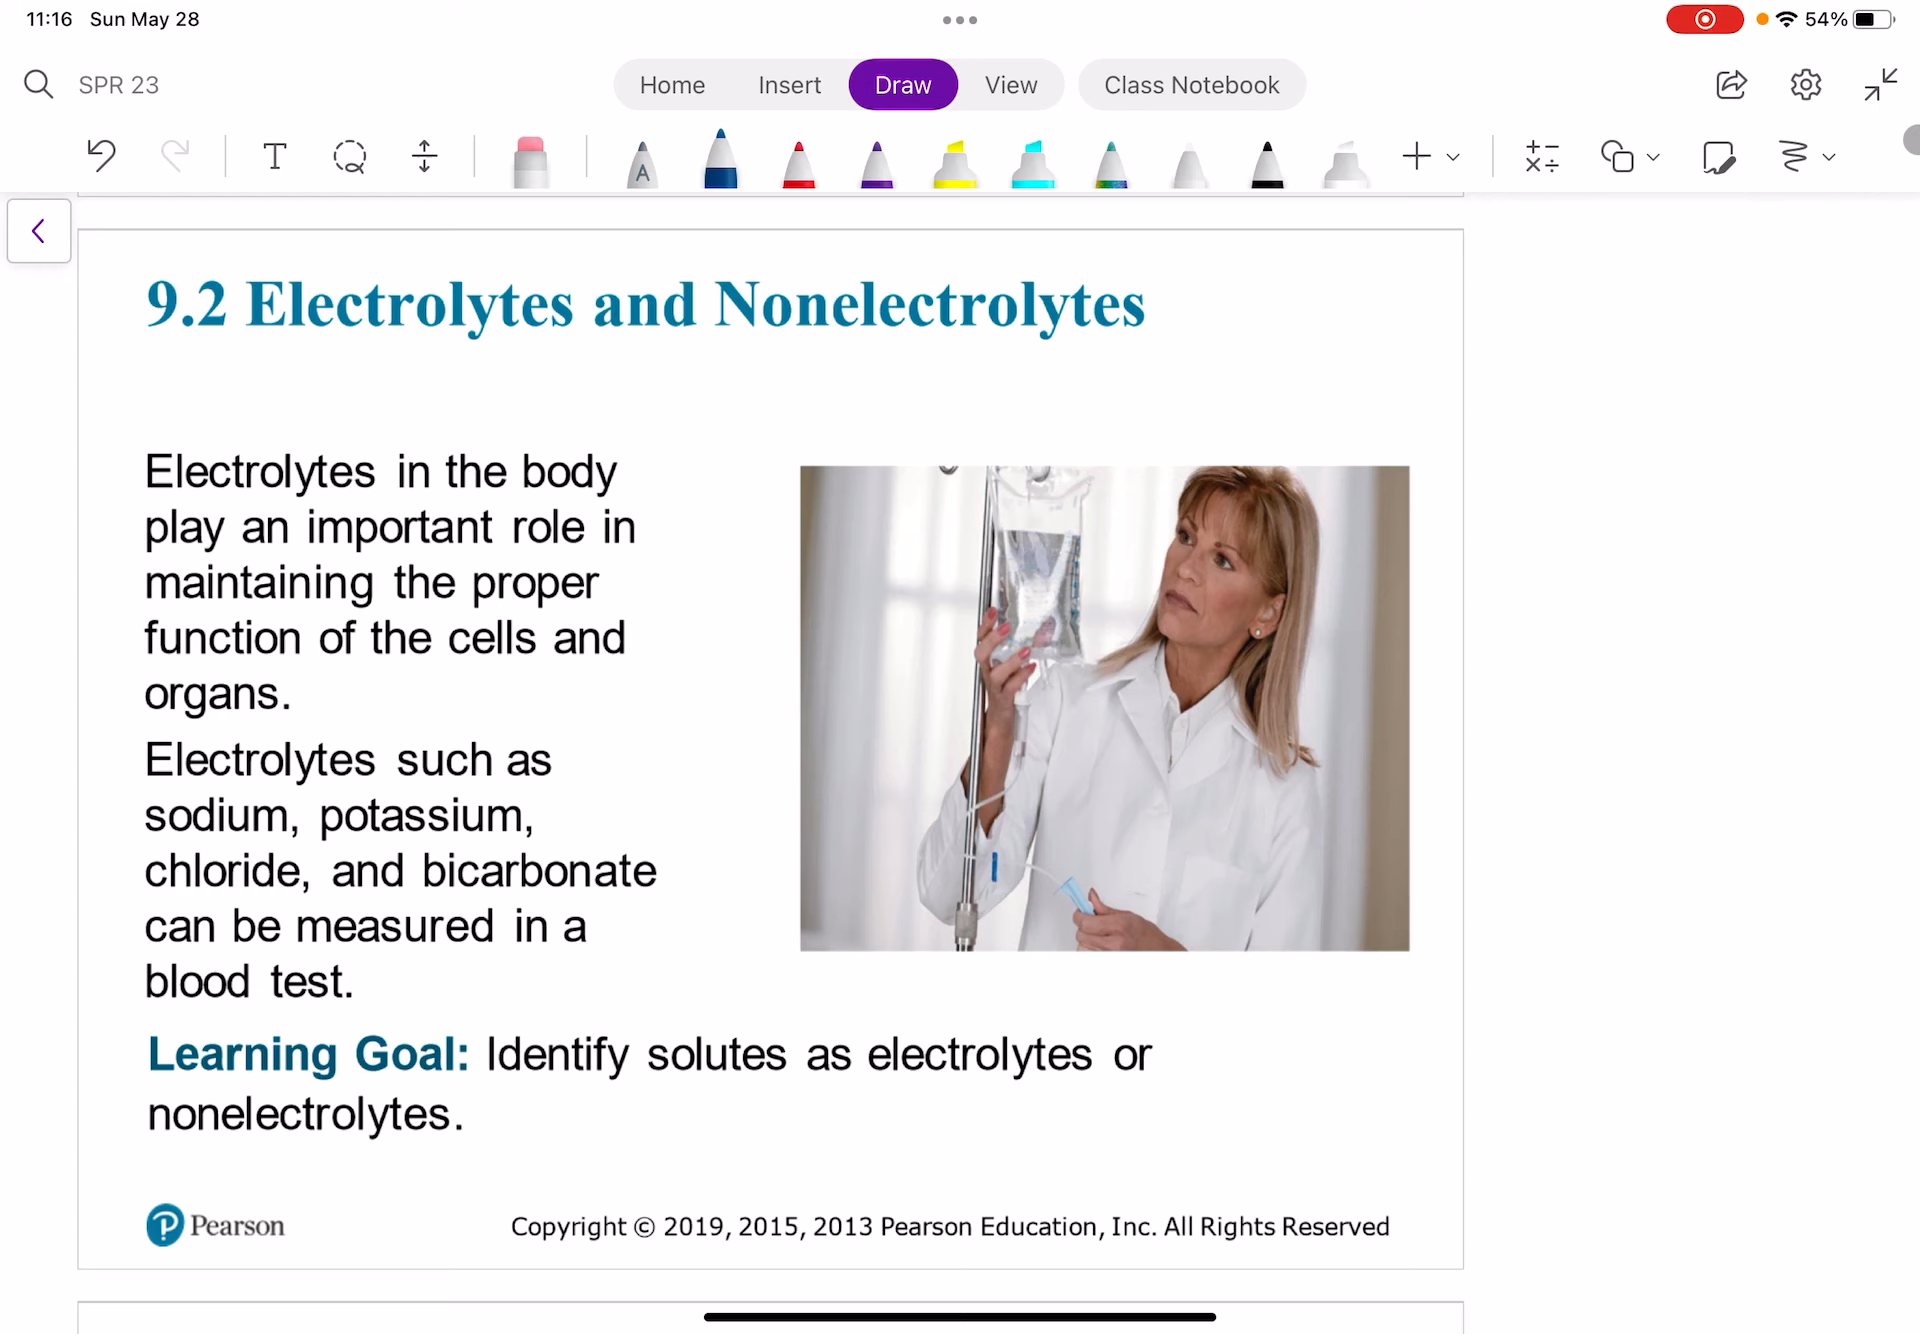 11:16 Sun May 28
54%
SPR 23
Home Insert Draw View Class Notebook
T
A
9.2 Electrolytes and Nonelectrolytes
Electrolytes in the body
play an important role in
maintaining the proper
function of the cells and
organs.
Electrolytes such as
sodium, potassium,
chloride, and bicarbonate
can be measured in a
blood test.
Learning Goal: Identify solutes as electrolytes or
nonelectrolytes.
P Pearson
Copyright © 2019, 2015, 2013 Pearson Education, Inc. All Rights Reserved